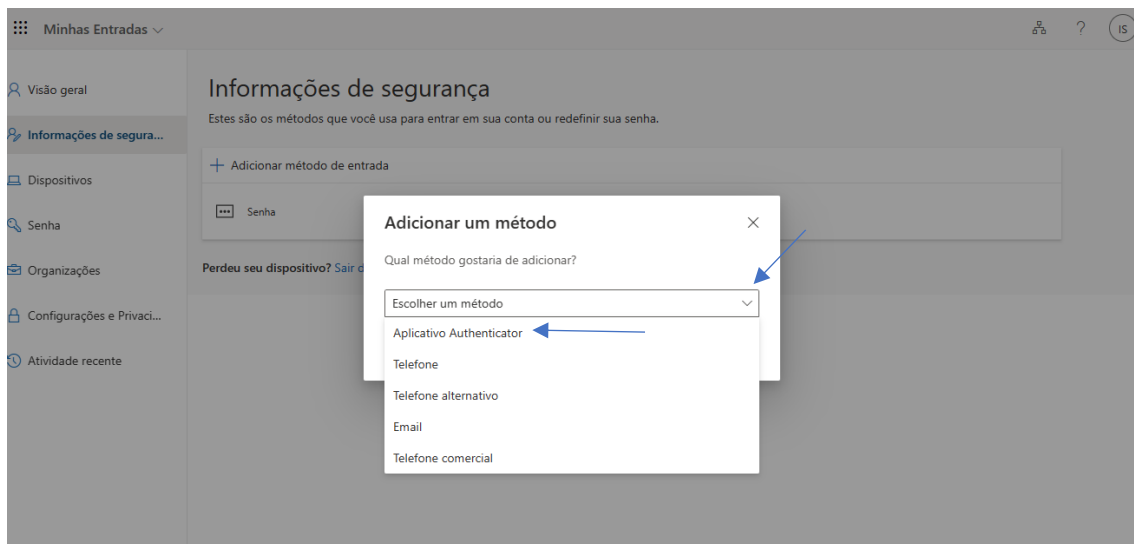 Minhas Entradas
?
IS
Visão geral
Informações de segura...
Dispositivos
Senha
Organizações
Configurações e Privaci...
Atividade recente
Informações de segurança
Estes são os métodos que você usa para entrar em sua conta ou redefinir sua senha.
+ Adicionar método de entrada
Senha
Perdeu seu dispositivo? Sair d
Adicionar um método
Qual método gostaria de adicionar?
Escolher um método
Aplicativo Authenticator
Telefone
Telefone alternativo
Email
Telefone comercial